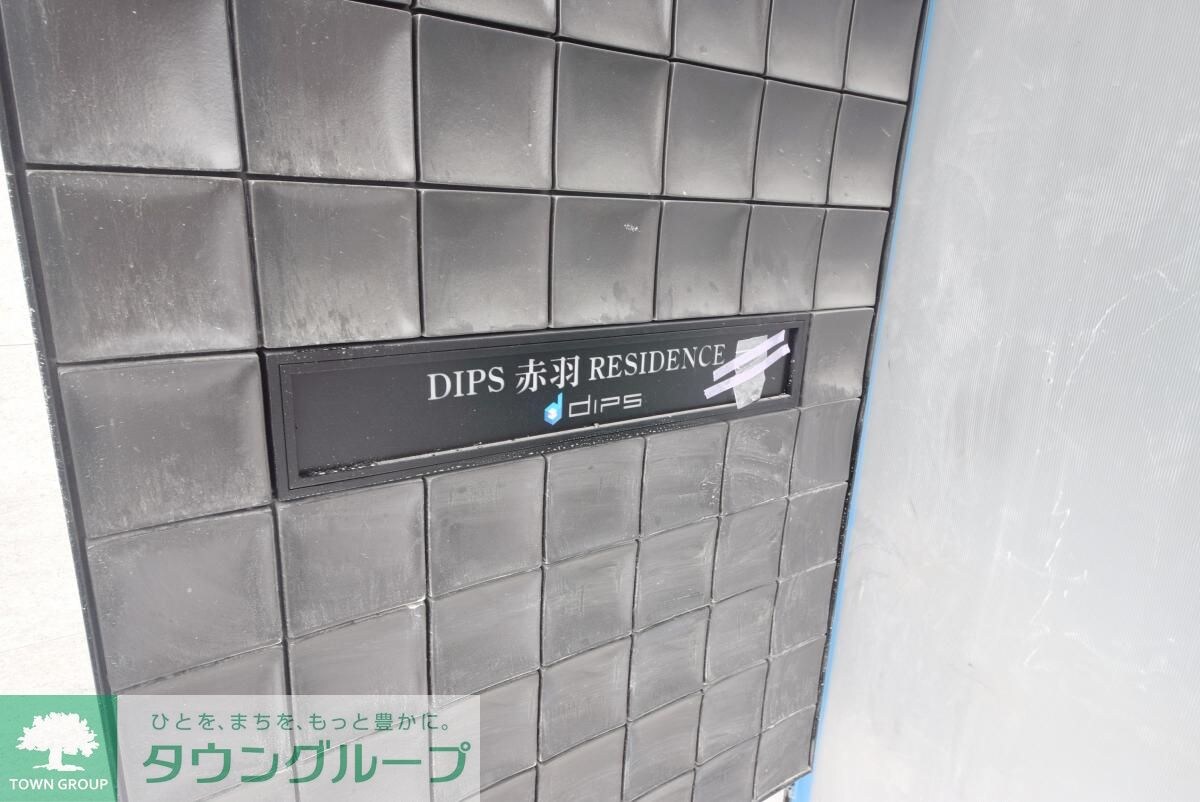 DIPS 赤羽 RESIDENCE
dips
ひとを、まちを、もっと豊かに。
タウングループ
TOWN GROUP